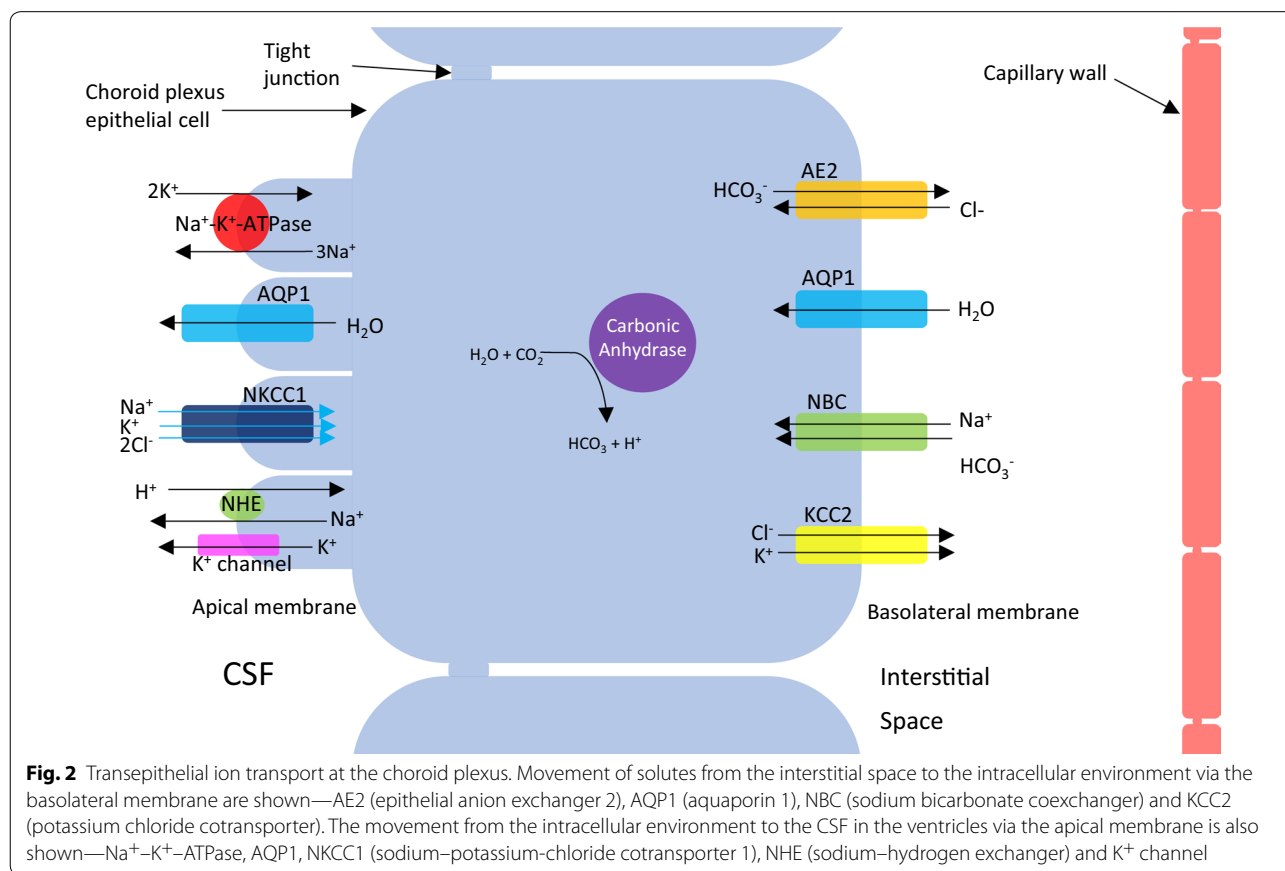 Tight
junction
Capillary wall
Choroid plexus
epithelial cell
2K⁺
Na⁺-K⁺-ATPase
3Na⁺
AQP1
H₂O
NKCC1
Na⁺
K⁺
2Cl⁻
H⁺
NHE
Na⁺
K⁺
K⁺ channel
Apical membrane
CSF
Carbonic
Anhydrase
H₂O + CO₂
HCO₃ + H⁺
AE2
HCO₃⁻
Cl-
AQP1
H₂O
NBC
Na⁺
HCO₃⁻
KCC2
Cl⁻
K⁺
Basolateral membrane
Interstitial
Space
Fig. 2 Transepithelial ion transport at the choroid plexus. Movement of solutes from the interstitial space to the intracellular environment via the
basolateral membrane are shown—AE2 (epithelial anion exchanger 2), AQP1 (aquaporin 1), NBC (sodium bicarbonate coexchanger) and KCC2
(potassium chloride cotransporter). The movement from the intracellular environment to the CSF in the ventricles via the apical membrane is also
shown—Na⁺–K⁺–ATPase, AQP1, NKCC1 (sodium–potassium-chloride cotransporter 1), NHE (sodium–hydrogen exchanger) and K⁺ channel